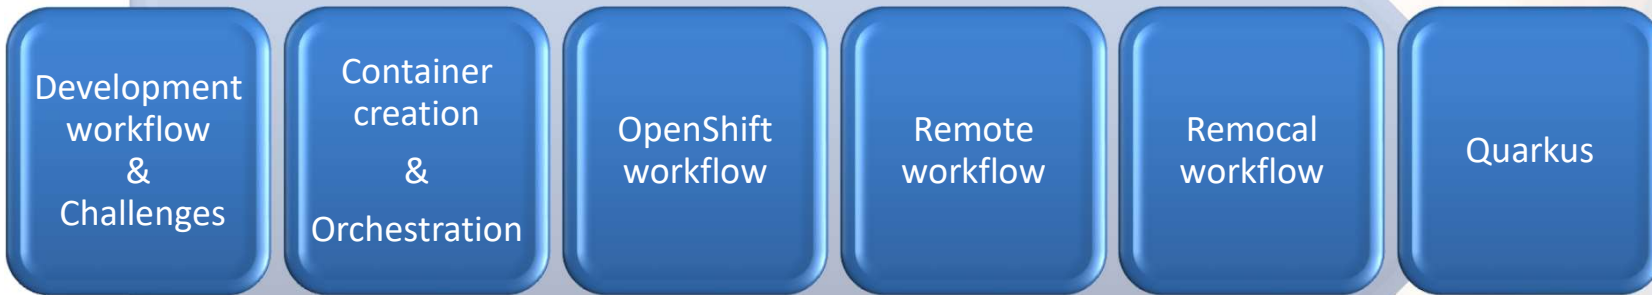 Development
workflow
&
Challenges
Container
creation
&
Orchestration
OpenShift
workflow
Remote
workflow
Remocal
workflow
Quarkus